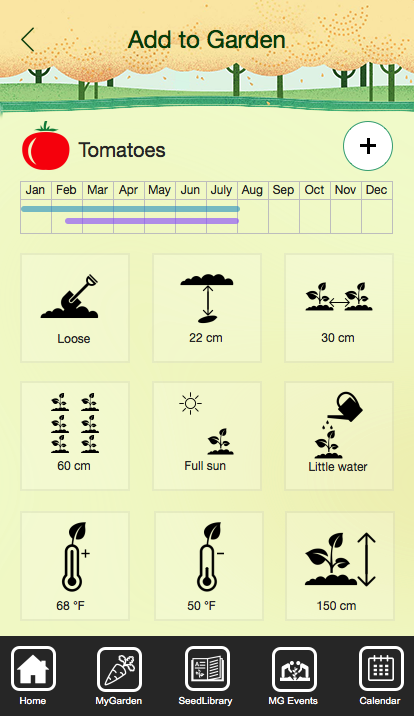 Add to Garden
Tomatoes
+
Jan Feb Mar Apr May Jun July Aug Sep Oct Nov Dec
Loose 22 cm 30 cm
60 cm Full sun Little water
+ −
68 °F 50 °F 150 cm
Home MyGarden SeedLibrary MG Events Calendar